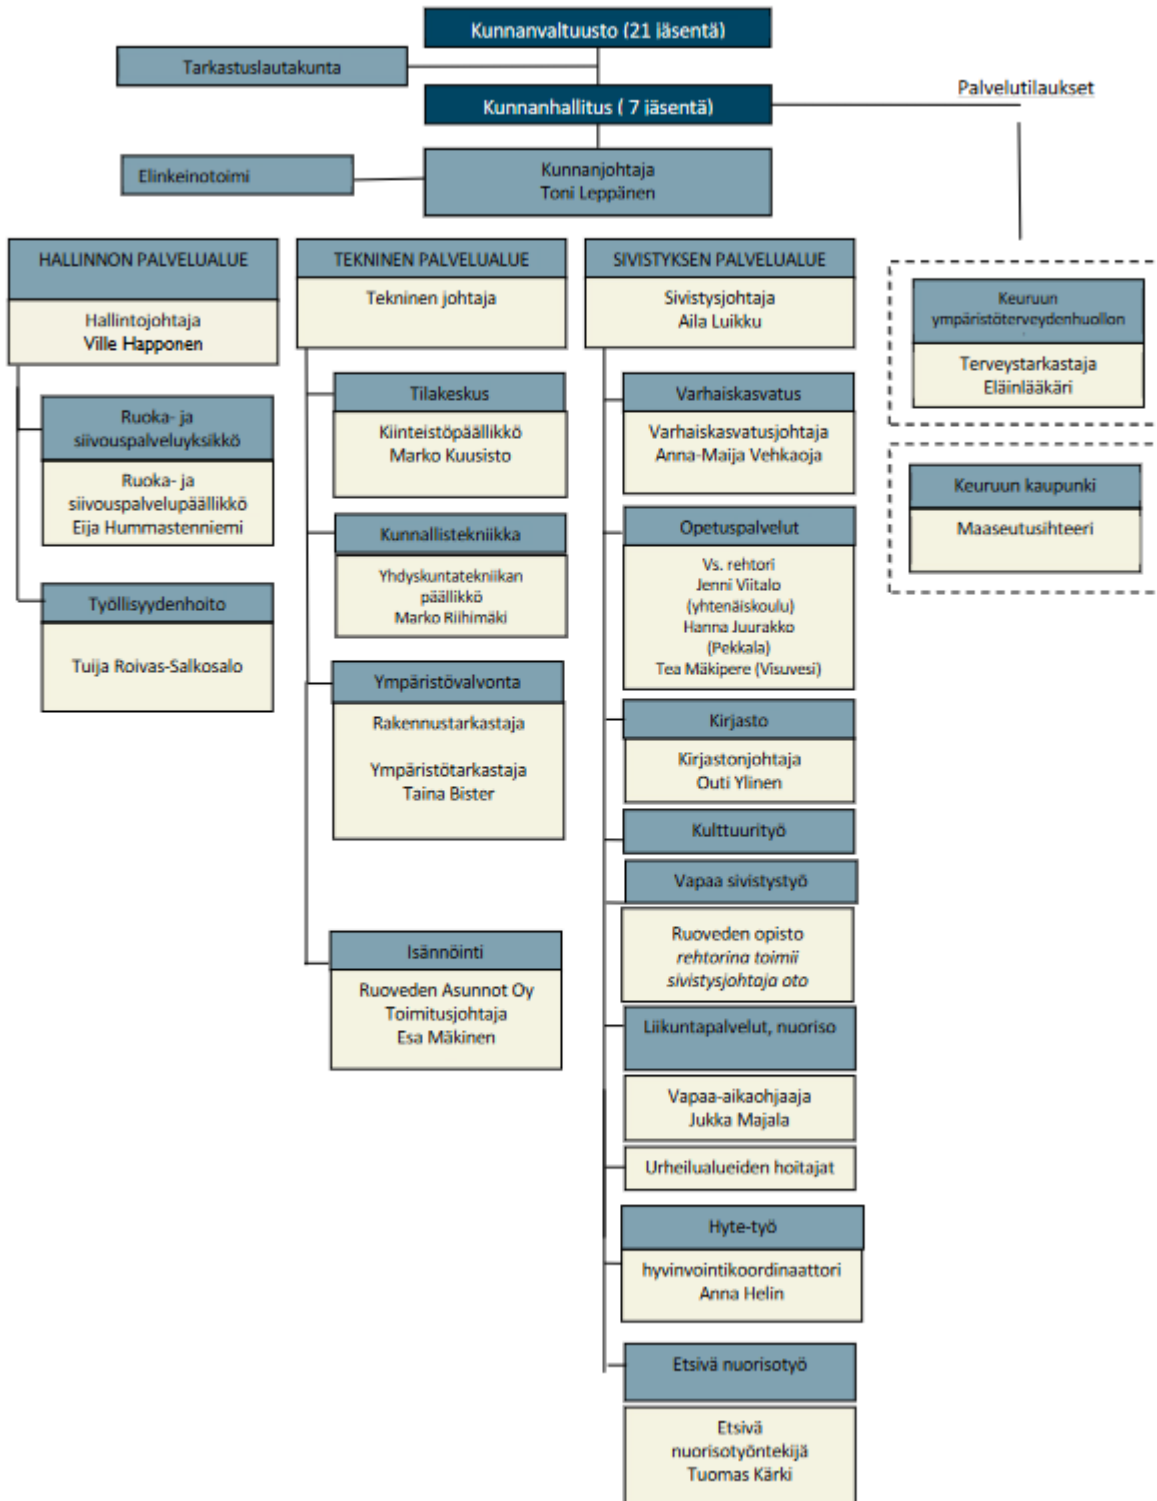 Kunnanvaltuusto (21 jäsentä)
Tarkastuslautakunta
Kunnanhallitus ( 7 jäsentä)
Palvelutilaukset
Elinkeinotoimi
Kunnanjohtaja
Toni Leppänen
HALLINNON PALVELUALUE
Hallintojohtaja
Ville Happonen
Ruoka- ja
siivouspalveluyksikkö
Ruoka- ja
siivouspalvelupäällikkö
Eija Hummastenniemi
Työllisyydenhoito
Tuija Roivas-Salkosalo
TEKNINEN PALVELUALUE
Tekninen johtaja
Tilakeskus
Kiinteistöpäällikkö
Marko Kuusisto
Kunnallistekniikka
Yhdyskuntatekniikan
päällikkö
Marko Riihimäki
Ympäristövalvonta
Rakennustarkastaja
Ympäristötarkastaja
Taina Bister
Isännöinti
Ruoveden Asunnot Oy
Toimitusjohtaja
Esa Mäkinen
SIVISTYKSEN PALVELUALUE
Sivistysjohtaja
Aila Luikku
Varhaiskasvatus
Varhaiskasvatusjohtaja
Anna-Maija Vehkaoja
Opetuspalvelut
Vs. rehtori
Jenni Viitalo
(yhtenäiskoulu)
Hanna Juurakko
(Pekkala)
Tea Mäkipere (Visuvesi)
Kirjasto
Kirjastonjohtaja
Outi Ylinen
Kulttuurityö
Vapaa sivistystyö
Ruoveden opisto
rehtorina toimii
sivistysjohtaja oto
Liikuntapalvelut, nuoriso
Vapaa-aikaohjaaja
Jukka Majala
Urheilualueiden hoitajat
Hyte-työ
hyvinvointikoordinaattori
Anna Helin
Etsivä nuorisotyö
Etsivä
nuorisotyöntekijä
Tuomas Kärki
Keuruun
ympäristöterveydenhuollon
Terveystarkastaja
Eläinlääkäri
Keuruun kaupunki
Maaseutusihteeri